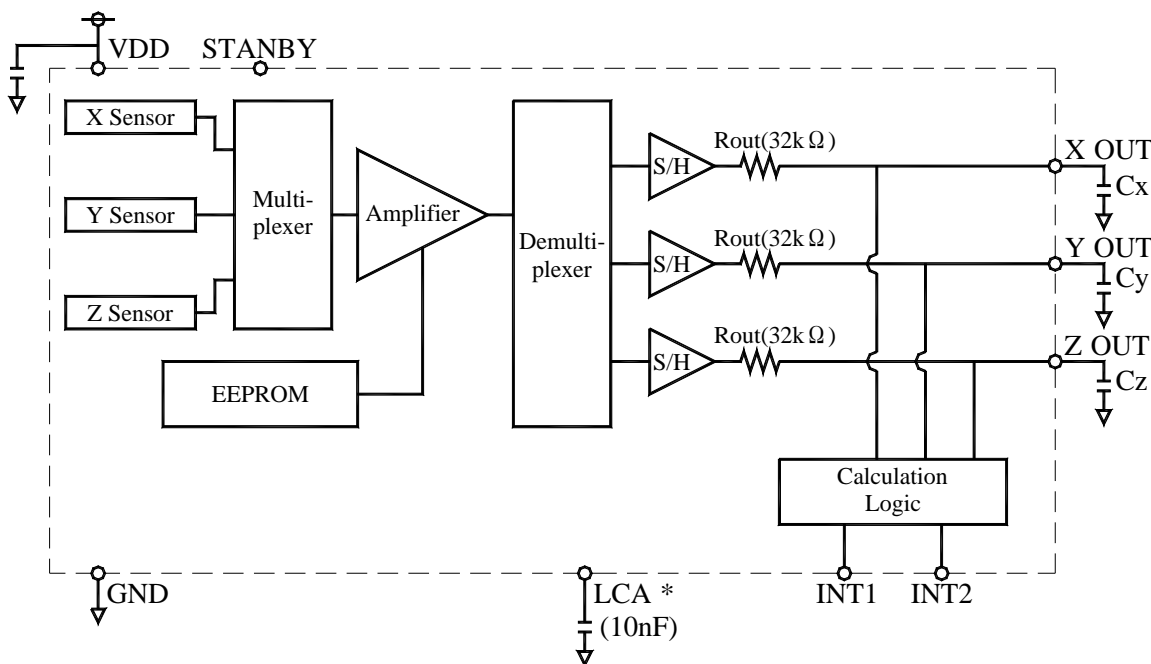 VDD
STANBY
X Sensor
Y Sensor
Z Sensor
Multi-
plexer
Amplifier
EEPROM
Demulti-
plexer
S/H
Rout(32kΩ)
X OUT
Cx
S/H
Rout(32kΩ)
Y OUT
Cy
S/H
Rout(32kΩ)
Z OUT
Cz
Calculation
Logic
GND
LCA *
(10nF)
INT1
INT2